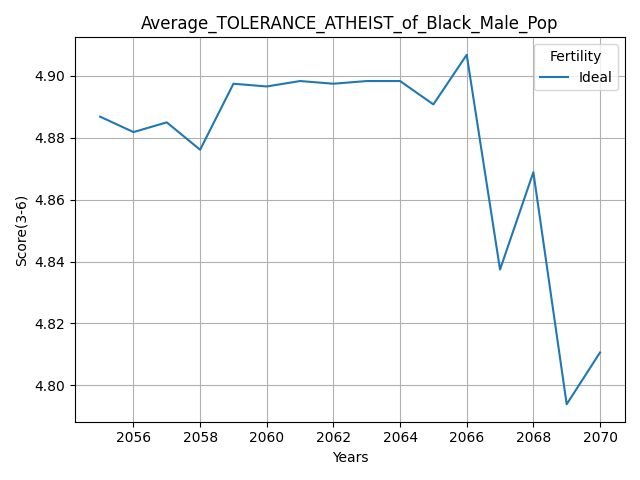 Average_TOLERANCE_ATHEIST_of_Black_Male_Pop
Fertility
Ideal
Score(3-6)
4.90
4.88
4.86
4.84
4.82
4.80
2056 2058 2060 2062 2064 2066 2068 2070
Years